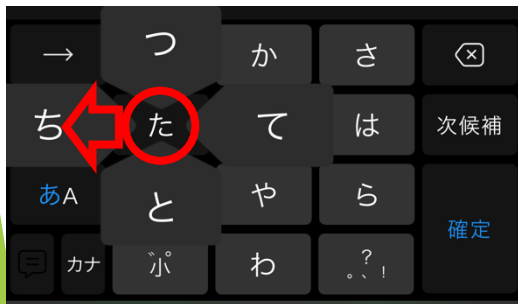 → つ か さ
ち た て は 次候補
あA と や ら
カナ ゛゜小 わ 。、?! 確定